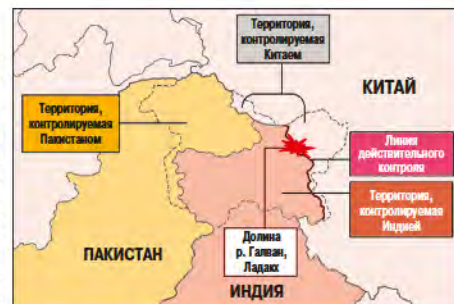 Территория,
контролируемая
Китаем
КИТАЙ
Территория,
контролируемая
Пакистаном
Линия
действительного
контроля
Территория,
контролируемая
Индией
ПАКИСТАН
Долина
р. Галван,
Ладакх
ИНДИЯ